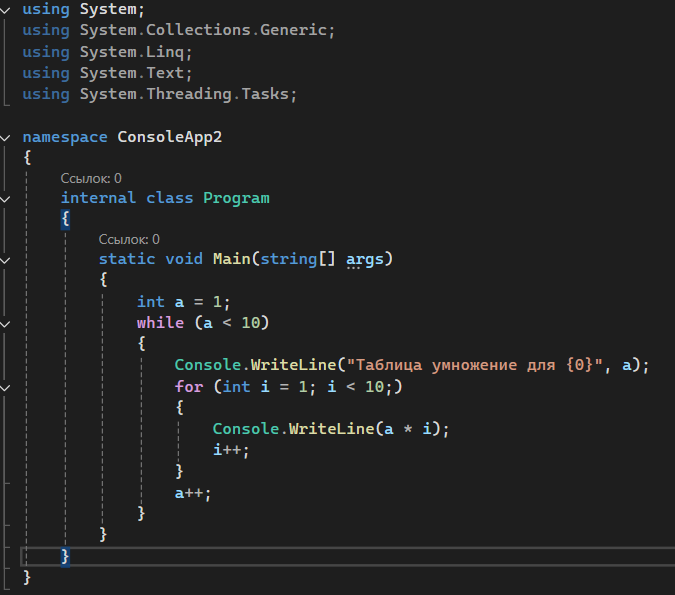 using System;
using System.Collections.Generic;
using System.Linq;
using System.Text;
using System.Threading.Tasks;
namespace ConsoleApp2
{
Ссылок: 0
internal class Program
{
Ссылок: 0
static void Main(string[] args)
{
int a = 1;
while (a < 10)
{
Console.WriteLine("Таблица умножение для {0}", a);
for (int i = 1; i < 10;)
{
Console.WriteLine(a * i);
i++;
}
a++;
}
}
}
}